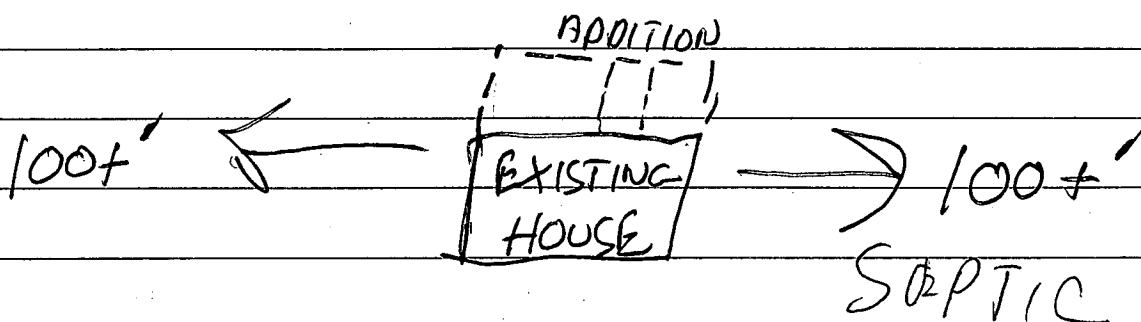 ADDITION
100+' EXISTING 100+'
HOUSE
SEPTIC